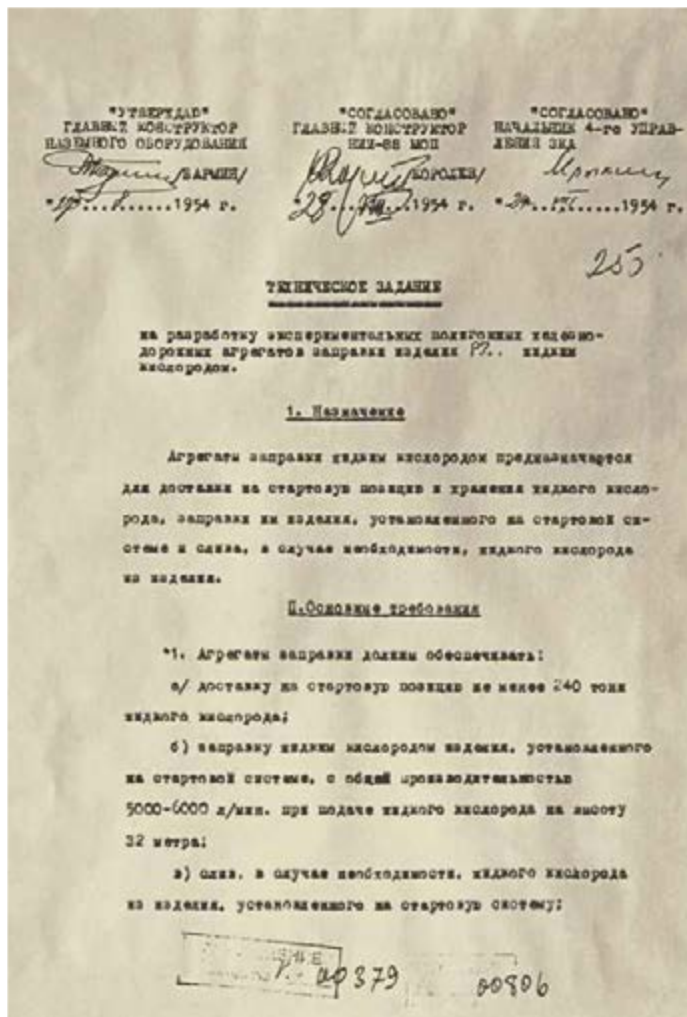 "УТВЕРЖДАЮ" "СОГЛАСОВАНО" "СОГЛАСОВАНО"
ГЛАВНЫЙ КОНСТРУКТОР ГЛАВНЫЙ КОНСТРУКТОР НАЧАЛЬНИК 4-го УПРАВ-
НАЗЕМНОГО ОБОРУДОВАНИЯ НИИ-88 МОП ЛЕНИЯ
/БАРМИН/ /КОРОЛЕВ/
1954 г. "28 VIII 1954 г. 1954 г.
255
ТЕХНИЧЕСКОЕ ЗАДАНИЕ
на разработку экспериментальных полигонных железно-
дорожных агрегатов заправки изделия жидким
кислородом.
1. Назначение
Агрегаты заправки жидким кислородом предназначаются
для доставки на стартовую позицию и хранения жидкого кисло-
рода, заправки им изделия, установленного на стартовой си-
стеме и слива, в случае необходимости, жидкого кислорода
из изделия.
П.Основные требования
"1. Агрегаты заправки должны обеспечивать:
а/ доставку на стартовую позицию не менее 240 тонн
жидкого кислорода;
б) заправку жидким кислородом изделия, установленного
на стартовой системе, с общей производительностью
5000-6000 л/мин. при подаче жидкого кислорода на высоту
32 метра;
в) слив, в случае необходимости, жидкого кислорода
из изделия, установленного на стартовую систему;
00379 00806